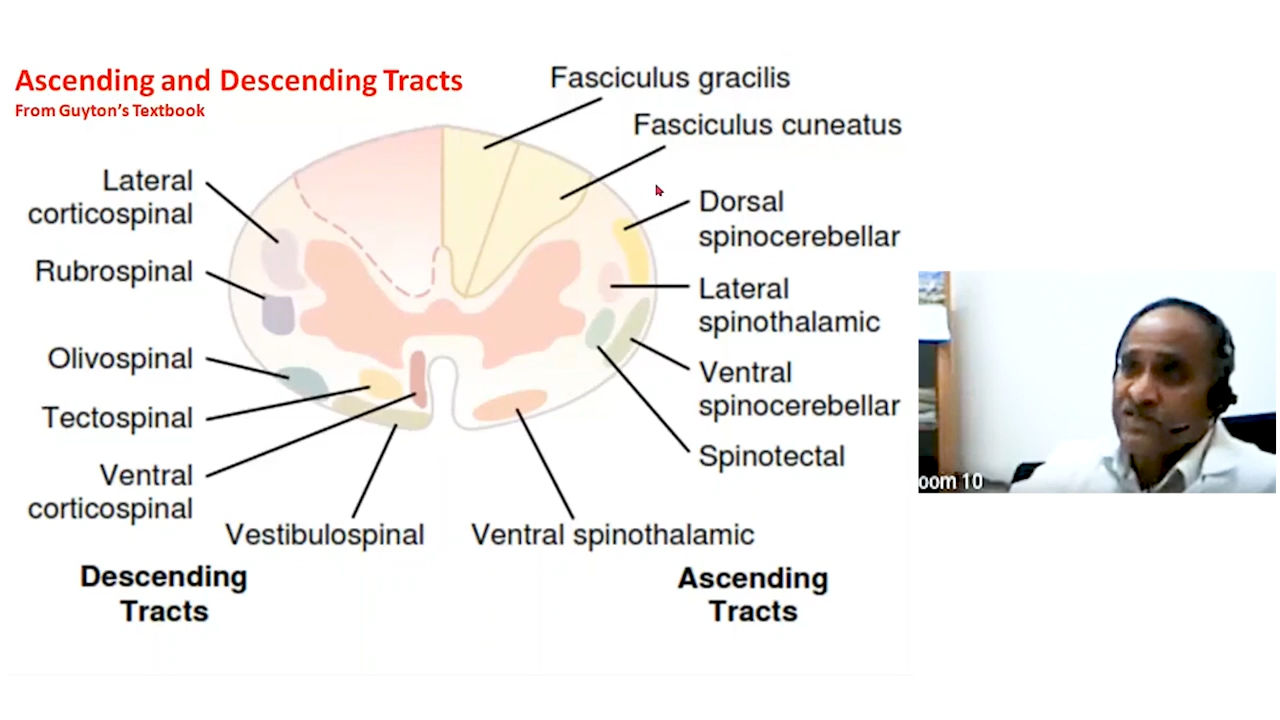 Ascending and Descending Tracts
From Guyton's Textbook
Fasciculus gracilis
Fasciculus cuneatus
Lateral
corticospinal
Rubrospinal
Olivospinal
Tectospinal
Ventral
corticospinal
Vestibulospinal
Dorsal
spinocerebellar
Lateral
spinothalamic
Ventral
spinocerebellar
Spinotectal
Ventral spinothalamic
Descending
Tracts
Ascending
Tracts
oom 10